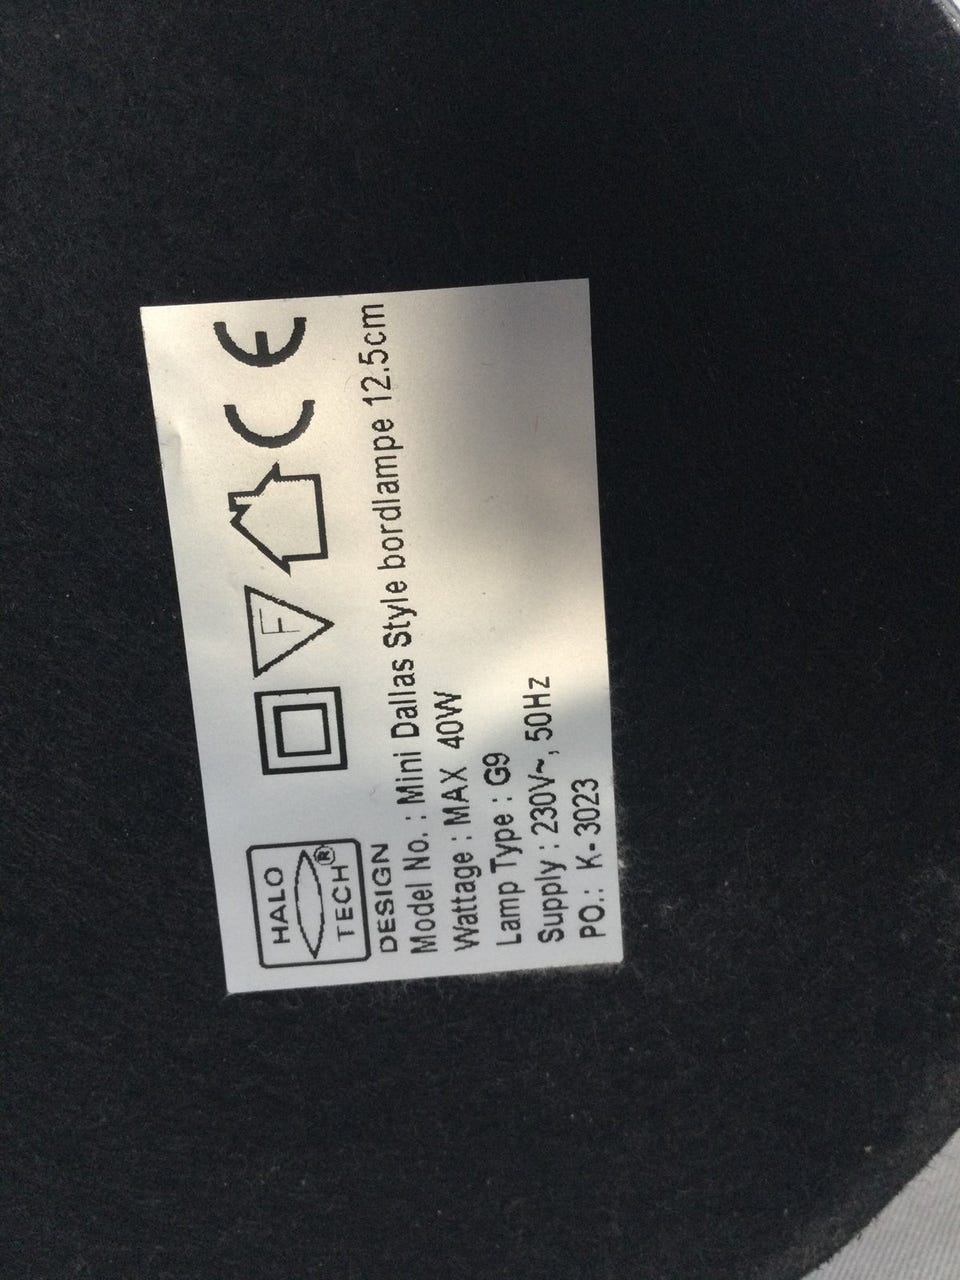 HALO
TECH®
DESIGN
F
CE
Model No. : Mini Dallas Style bordlampe 12.5cm
Wattage : MAX 40W
Lamp Type : G9
Supply : 230V~, 50Hz
PO.: K-3023